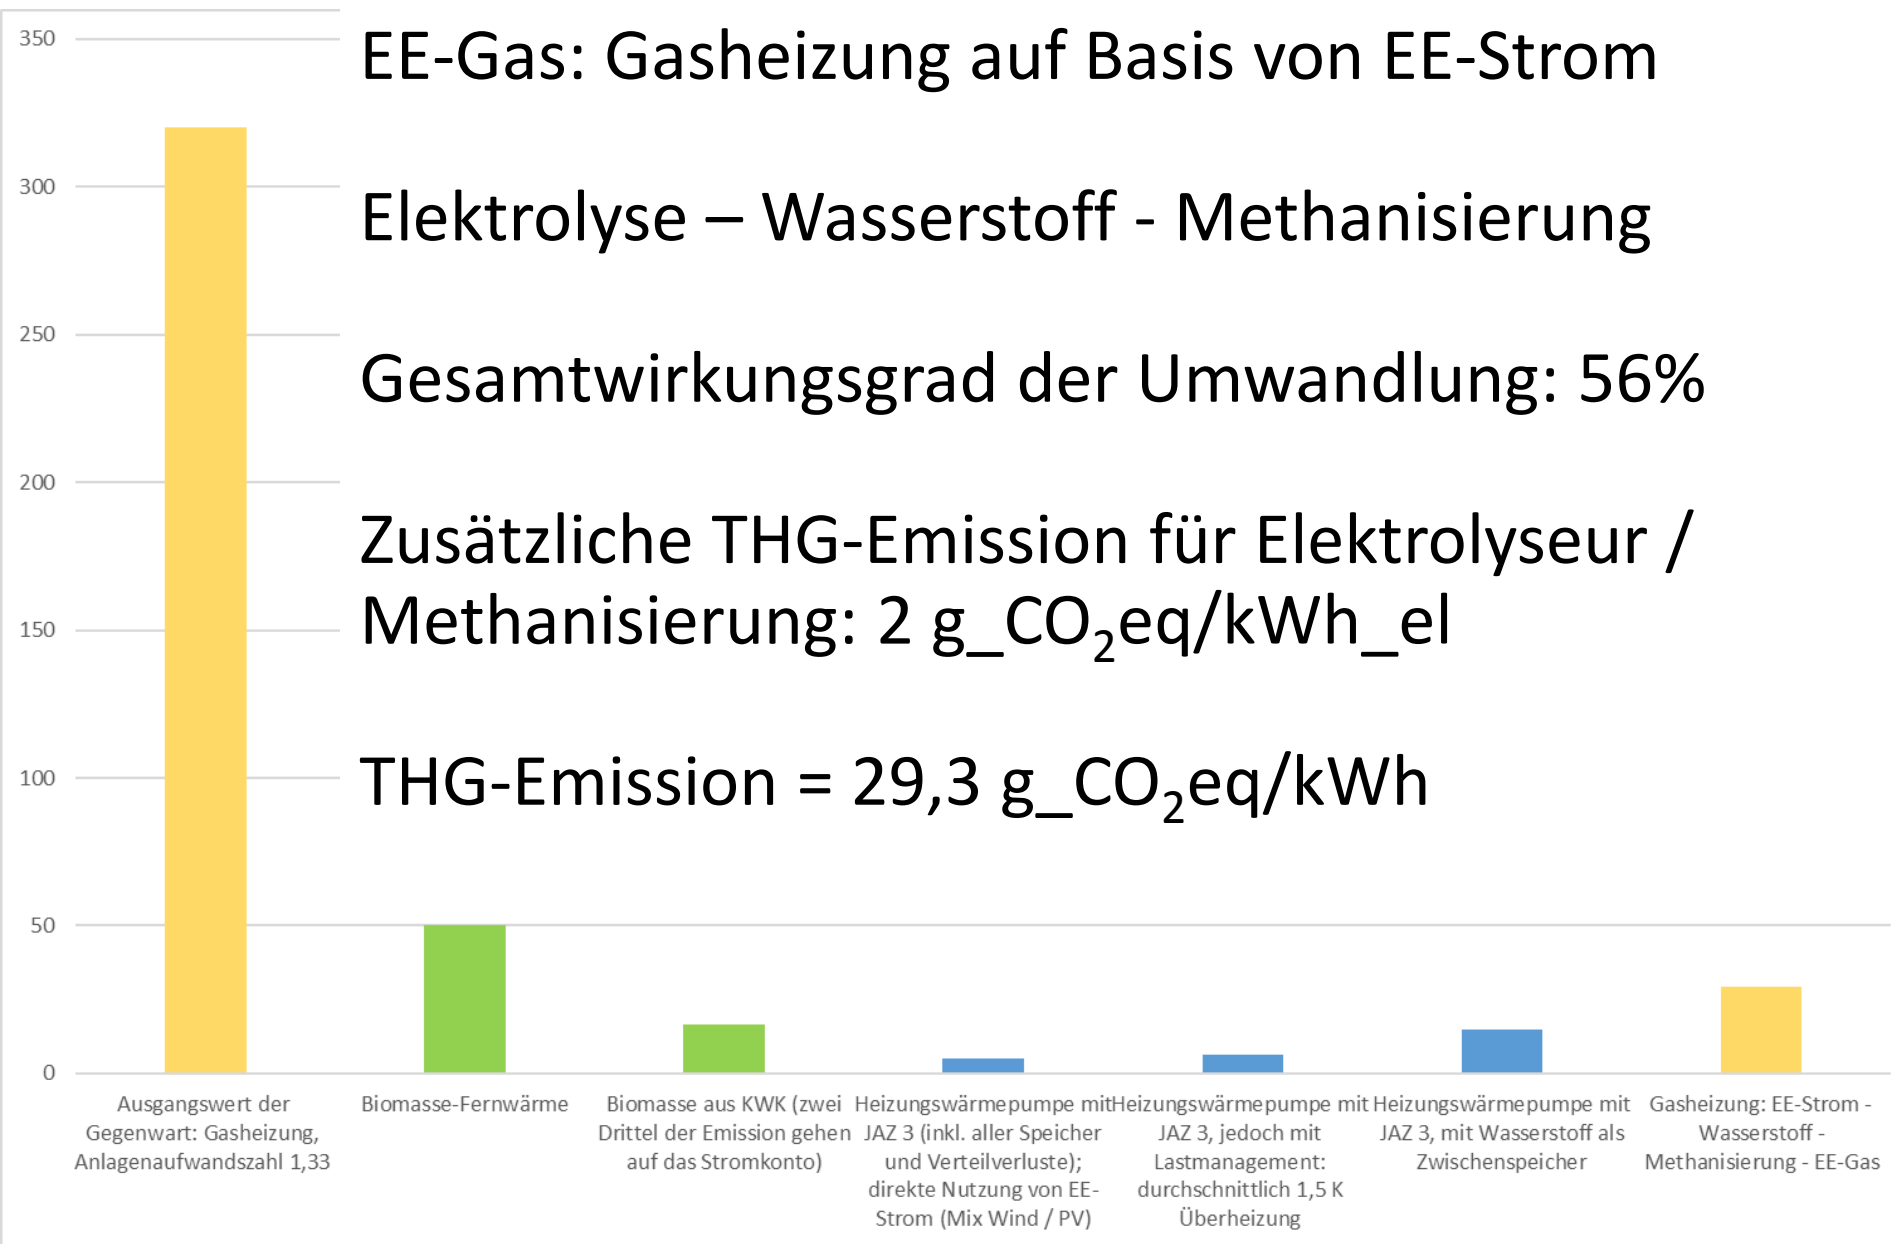 EE-Gas: Gasheizung auf Basis von EE-Strom
Elektrolyse – Wasserstoff - Methanisierung
Gesamtwirkungsgrad der Umwandlung: 56%
Zusätzliche THG-Emission für Elektrolyseur /
Methanisierung: 2 g_CO₂eq/kWh_el
THG-Emission = 29,3 g_CO₂eq/kWh
350
300
250
200
150
100
50
0
Ausgangswert der
Gegenwart: Gasheizung,
Anlagenaufwandszahl 1,33
Biomasse-Fernwärme
Biomasse aus KWK (zwei
Drittel der Emission gehen
auf das Stromkonto)
Heizungswärmepumpe mit
JAZ 3 (inkl. aller Speicher
und Verteilverluste);
direkte Nutzung von EE-
Strom (Mix Wind / PV)
Heizungswärmepumpe mit
JAZ 3, jedoch mit
Lastmanagement:
durchschnittlich 1,5 K
Überheizung
Heizungswärmepumpe mit
JAZ 3, mit Wasserstoff als
Zwischenspeicher
Gasheizung: EE-Strom -
Wasserstoff -
Methanisierung - EE-Gas